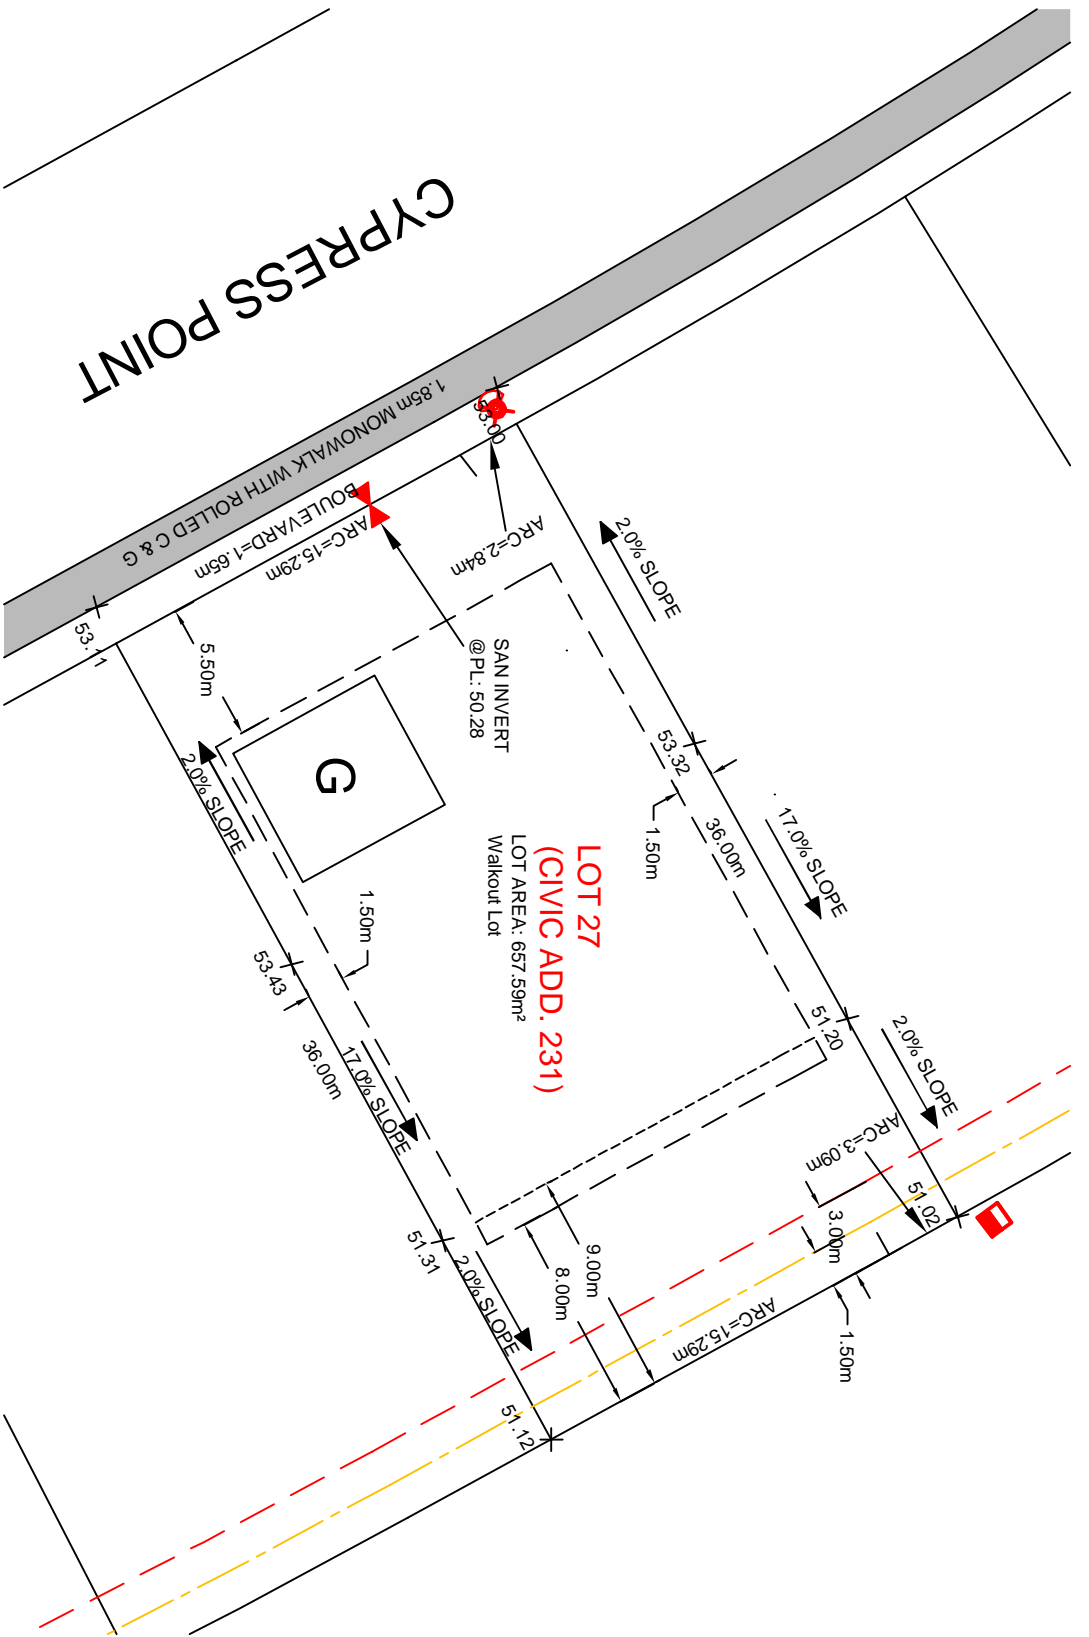 CYPRESS POINT
1.85m MONOWALK WITH ROLLED C & G
BOULEVARD=1.65m
ARC=15.29m
ARC=2.84m
53.00
53.11
5.50m
SAN INVERT
@PL: 50.28
2.0% SLOPE
2.0% SLOPE
G
53.32
1.50m
36.00m
17.0% SLOPE
LOT 27
(CIVIC ADD. 231)
LOT AREA: 657.59m²
Walkout Lot
1.50m
53.43
36.00m
17.0% SLOPE
51.20
2.0% SLOPE
ARC=3.09m
51.02
3.00m
51.31
2.0% SLOPE
9.00m
8.00m
ARC=15.29m
1.50m
51.12